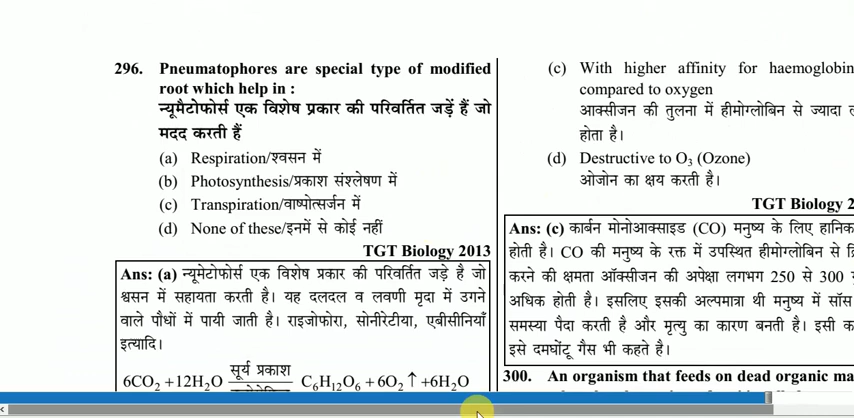 296. Pneumatophores are special type of modified
root which help in :
न्यूमैटोफोर्स एक विशेष प्रकार की परिवर्तित जड़ें हैं जो
मदद करती हैं
(a) Respiration/श्वसन में
(b) Photosynthesis/प्रकाश संश्लेषण में
(c) Transpiration/वाष्पोत्सर्जन में
(d) None of these/इनमें से कोई नहीं
TGT Biology 2013
Ans: (a) न्यूमेटोफोर्स एक विशेष प्रकार की परिवर्तित जड़े है जो
श्वसन में सहायता करती है। यह दलदल व लवणी मृदा में उगने
वाले पौधों में पायी जाती है। राइजोफोरा, सोनीरेटीया, एबीसीनियाँ
इत्यादि।
6CO₂ +12H₂O सूर्य प्रकाश C₆H₁₂O₆ +6O₂ ↑ +6H₂O
(c) With higher affinity for haemoglobin
compared to oxygen
आक्सीजन की तुलना में हीमोग्लोबिन से ज्यादा
होता है।
(d) Destructive to O₃ (Ozone)
ओजोन का क्षय करती है।
TGT Biology 2
Ans: (c) कार्बन मोनोआक्साइड (CO) मनुष्य के लिए हानिक
होती है। CO की मनुष्य के रक्त में उपस्थित हीमोग्लोबिन से
करने की क्षमता ऑक्सीजन की अपेक्षा लगभग 250 से 300
अधिक होती है। इसलिए इसकी अल्पमात्रा थी मनुष्य में साँस
समस्या पैदा करती है और मृत्यु का कारण बनती है। इसी
इसे दमघोंटू गैस भी कहते है।
300. An organism that feeds on dead organic ma